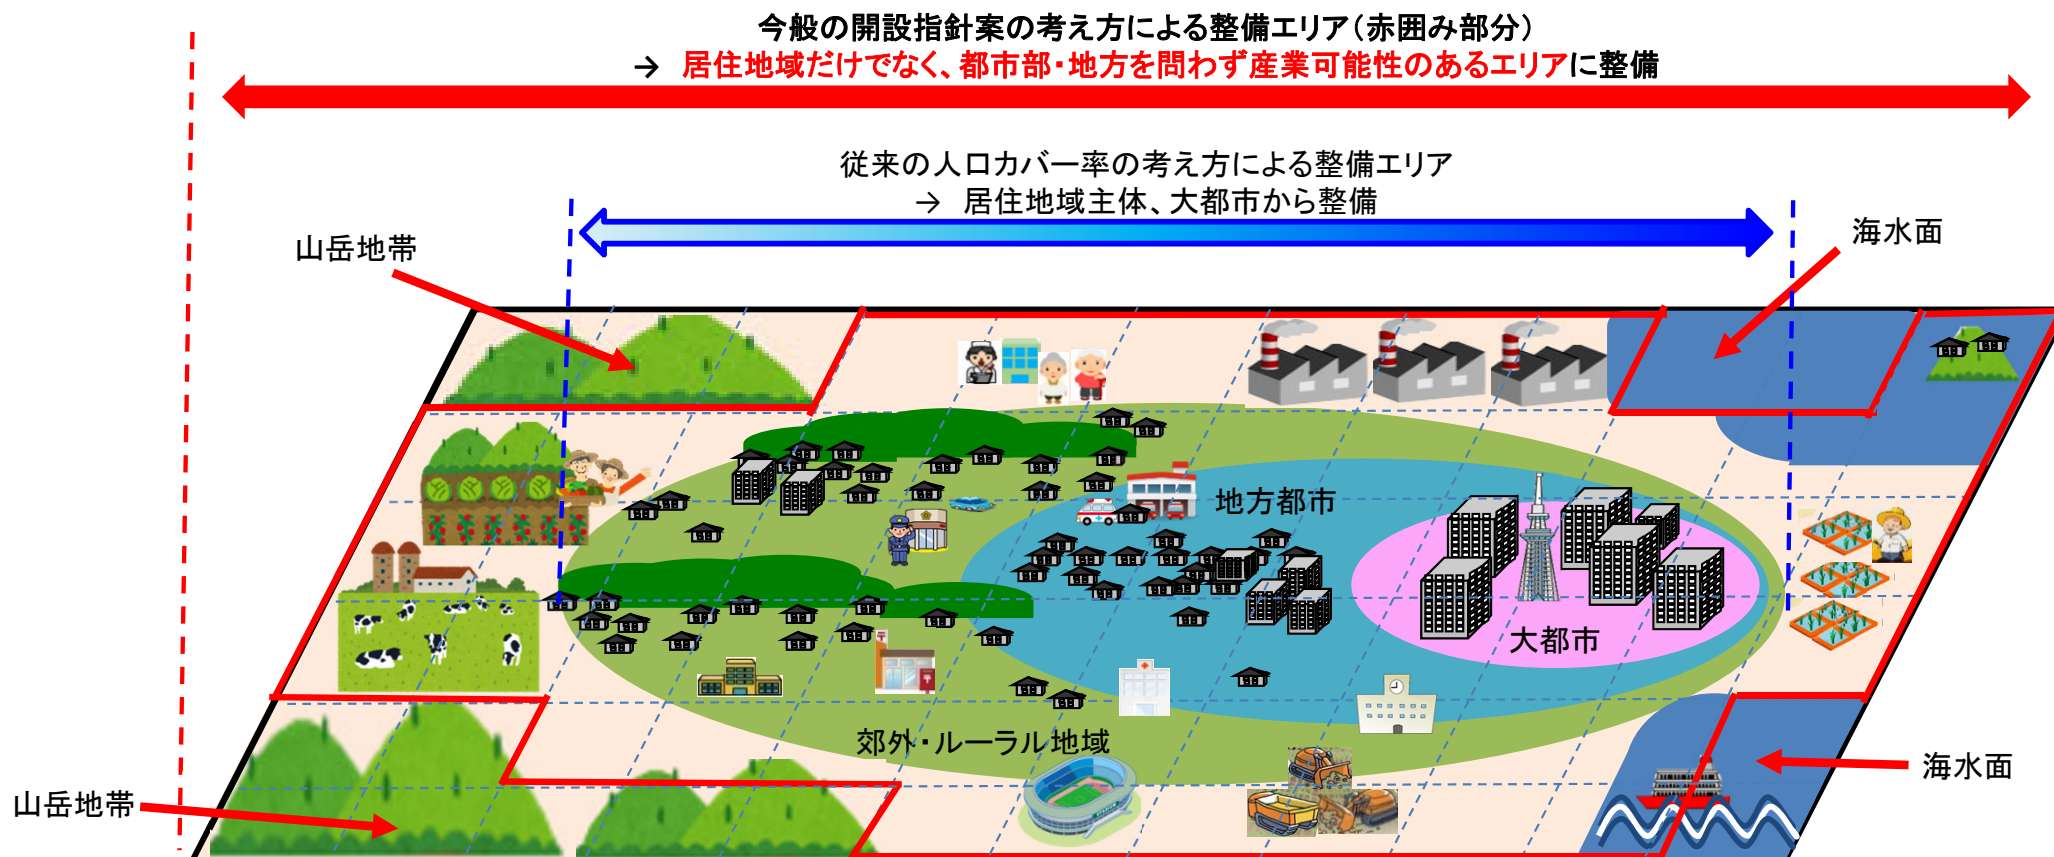 今般の開設指針案の考え方による整備エリア(赤囲み部分)
→ 居住地域だけでなく、都市部・地方を問わず産業可能性のあるエリアに整備
従来の人口カバー率の考え方による整備エリア
→ 居住地域主体、大都市から整備
山岳地帯
海水面
地方都市
大都市
郊外・ルーラル地域
海水面
山岳地帯